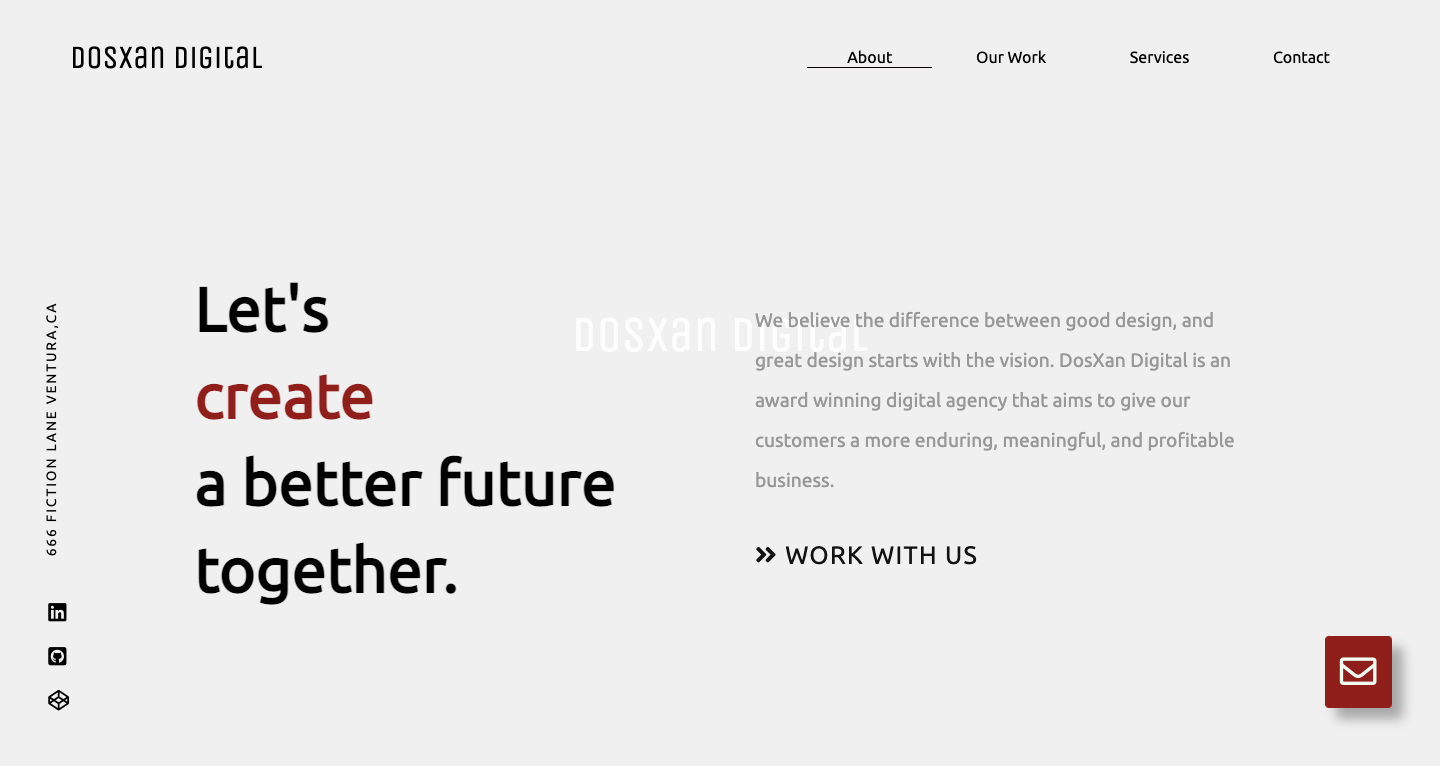 DosXan Digital
About
Our Work
Services
Contact
666 FICTION LANE VENTURA,CA
Let's
create
a better future
together.
DosXan Digital
We believe the difference between good design, and
great design starts with the vision. DosXan Digital is an
award winning digital agency that aims to give our
customers a more enduring, meaningful, and profitable
business.
WORK WITH US
in